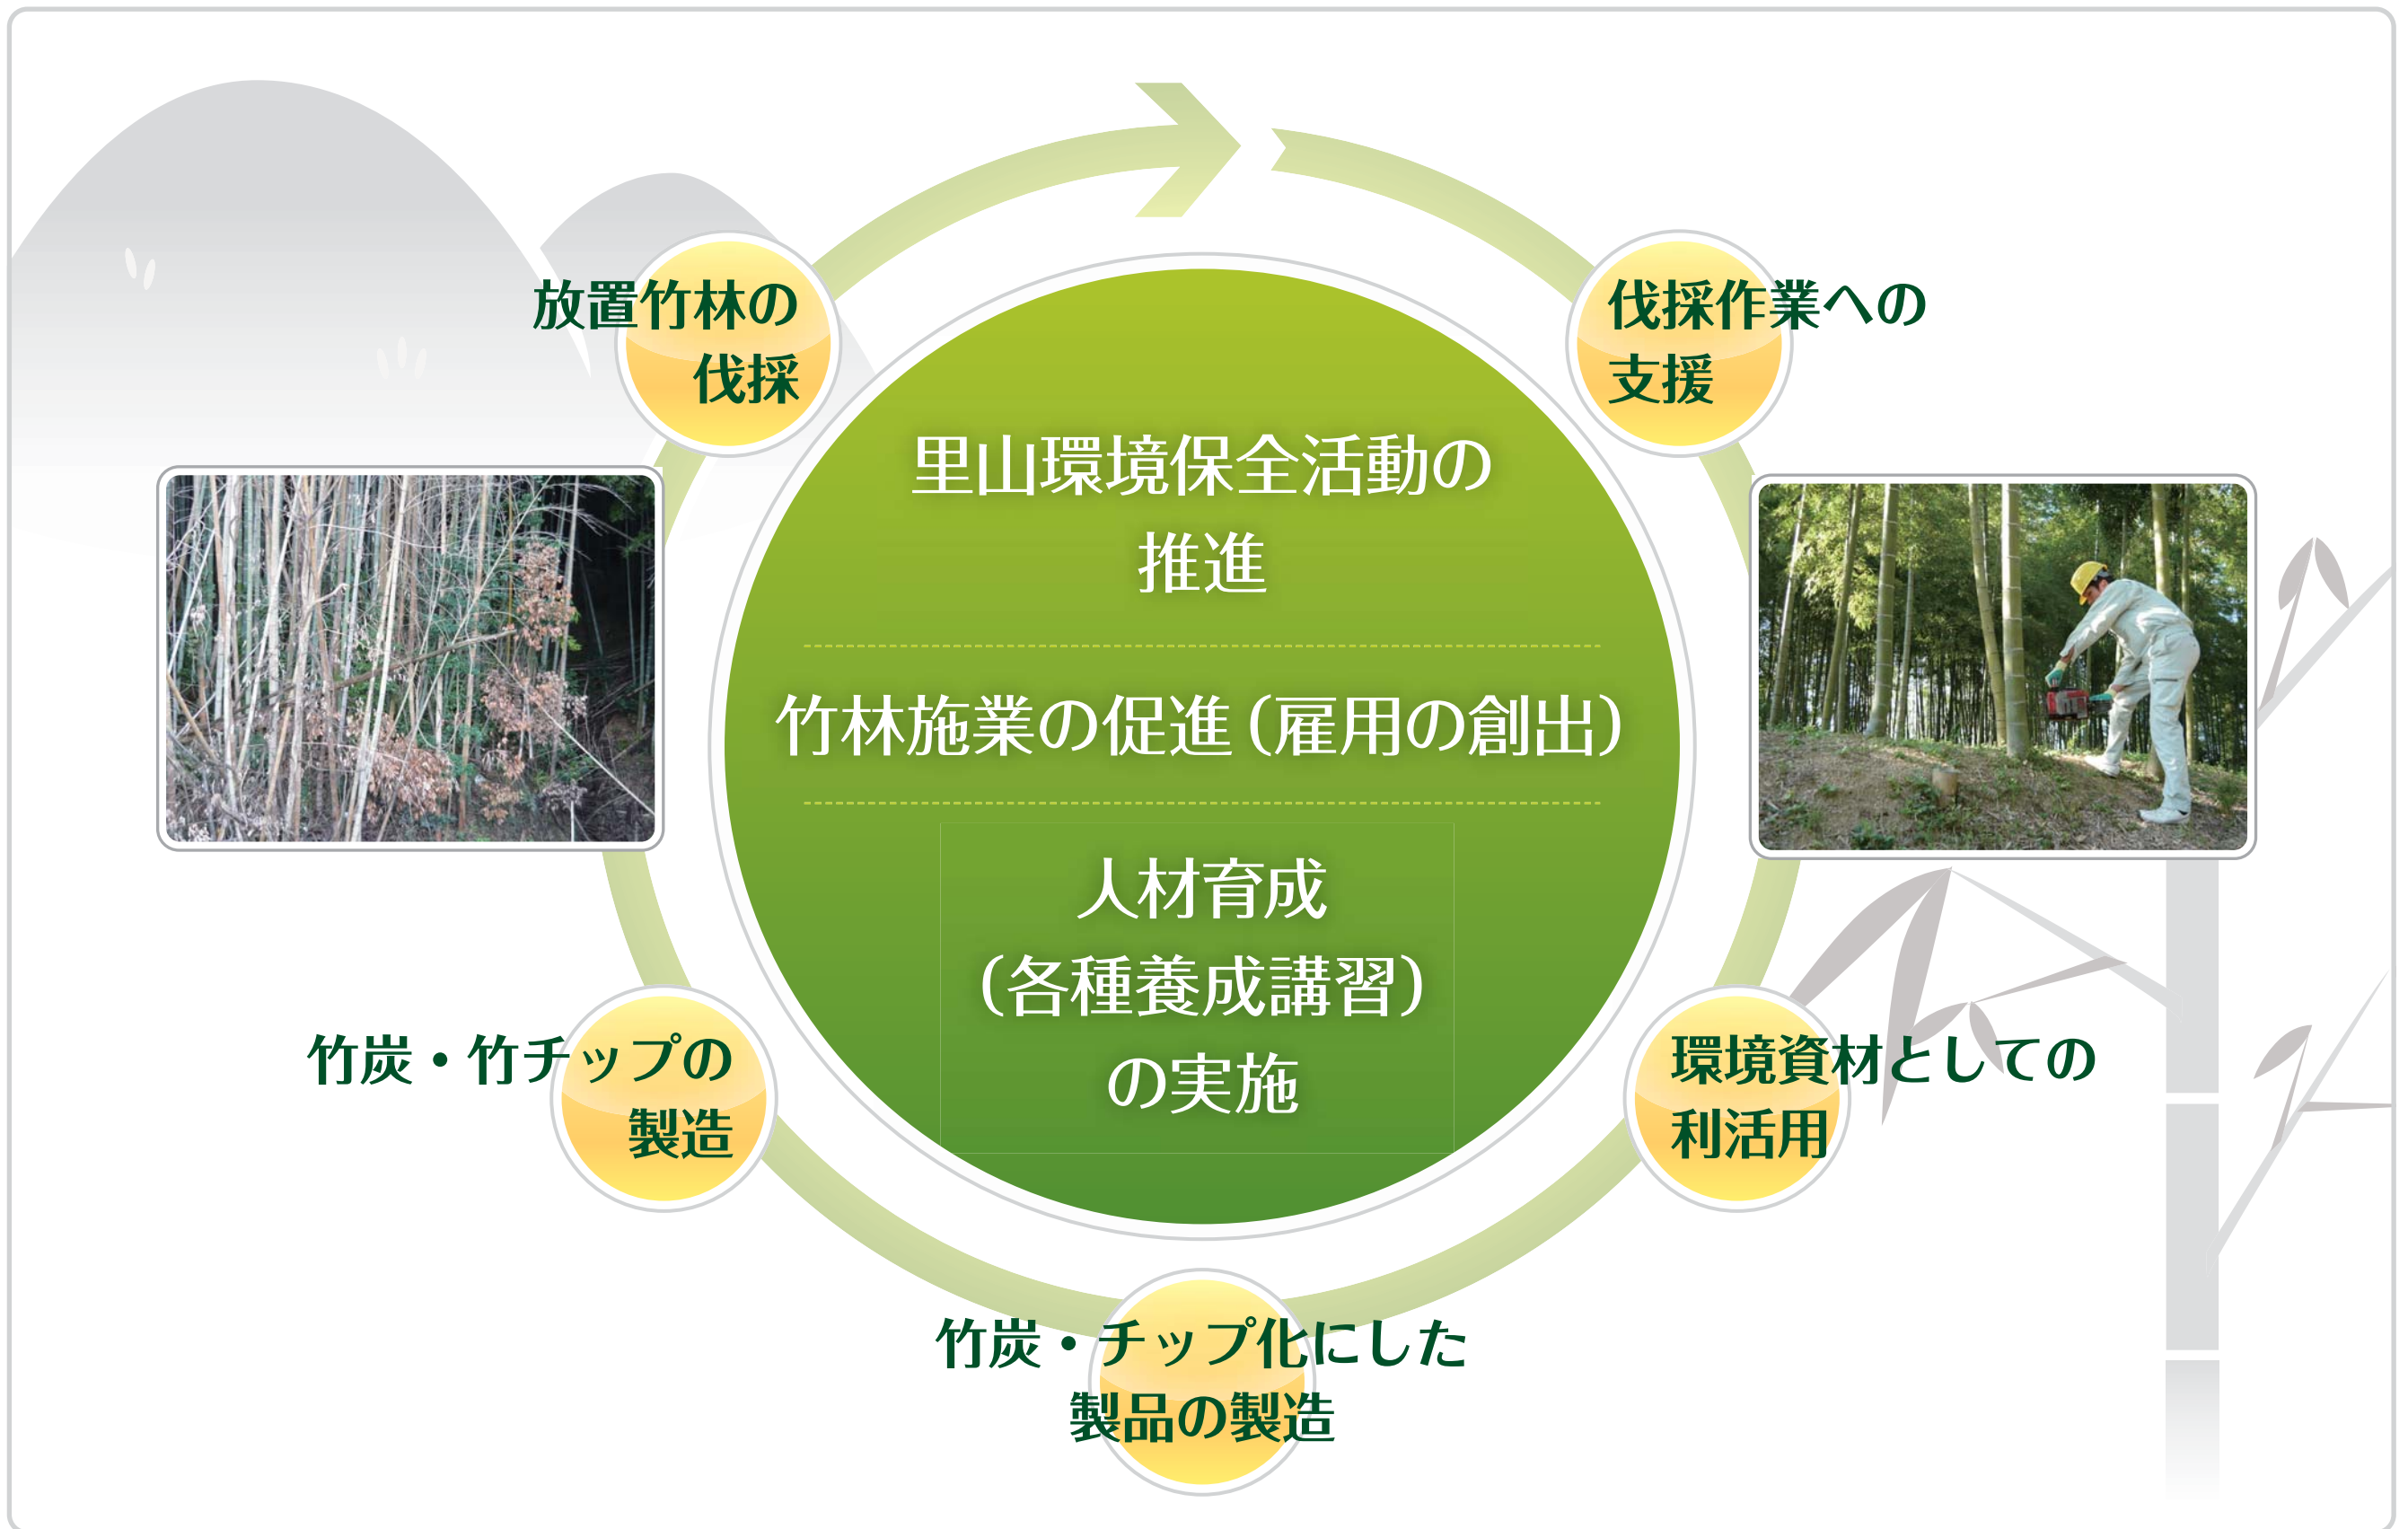 放置竹林の
伐採
伐採作業への
支援
里山環境保全活動の
推進
竹林施業の促進（雇用の創出）
人材育成
（各種養成講習）
の実施
竹炭・竹チップの
製造
環境資材としての
利活用
竹炭・チップ化にした
製品の製造